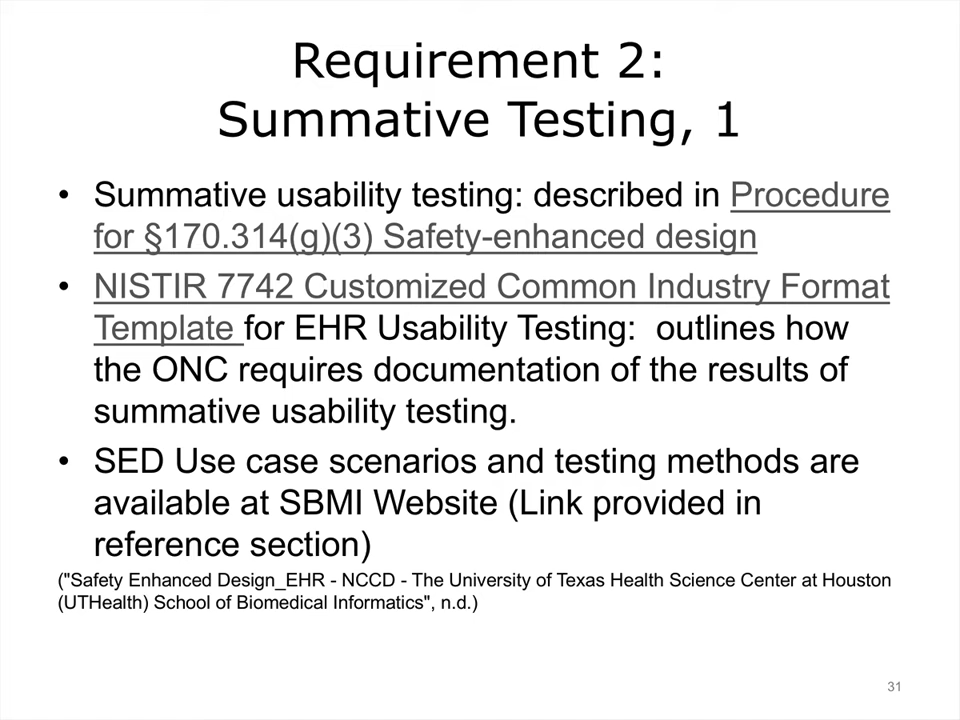 Requirement 2:
Summative Testing, 1
• Summative usability testing: described in Procedure
for §170.314(g)(3) Safety-enhanced design
• NISTIR 7742 Customized Common Industry Format
Template for EHR Usability Testing:  outlines how
the ONC requires documentation of the results of
summative usability testing.
• SED Use case scenarios and testing methods are
available at SBMI Website (Link provided in
reference section)
("Safety Enhanced Design_EHR - NCCD - The University of Texas Health Science Center at Houston
(UTHealth) School of Biomedical Informatics", n.d.)
31